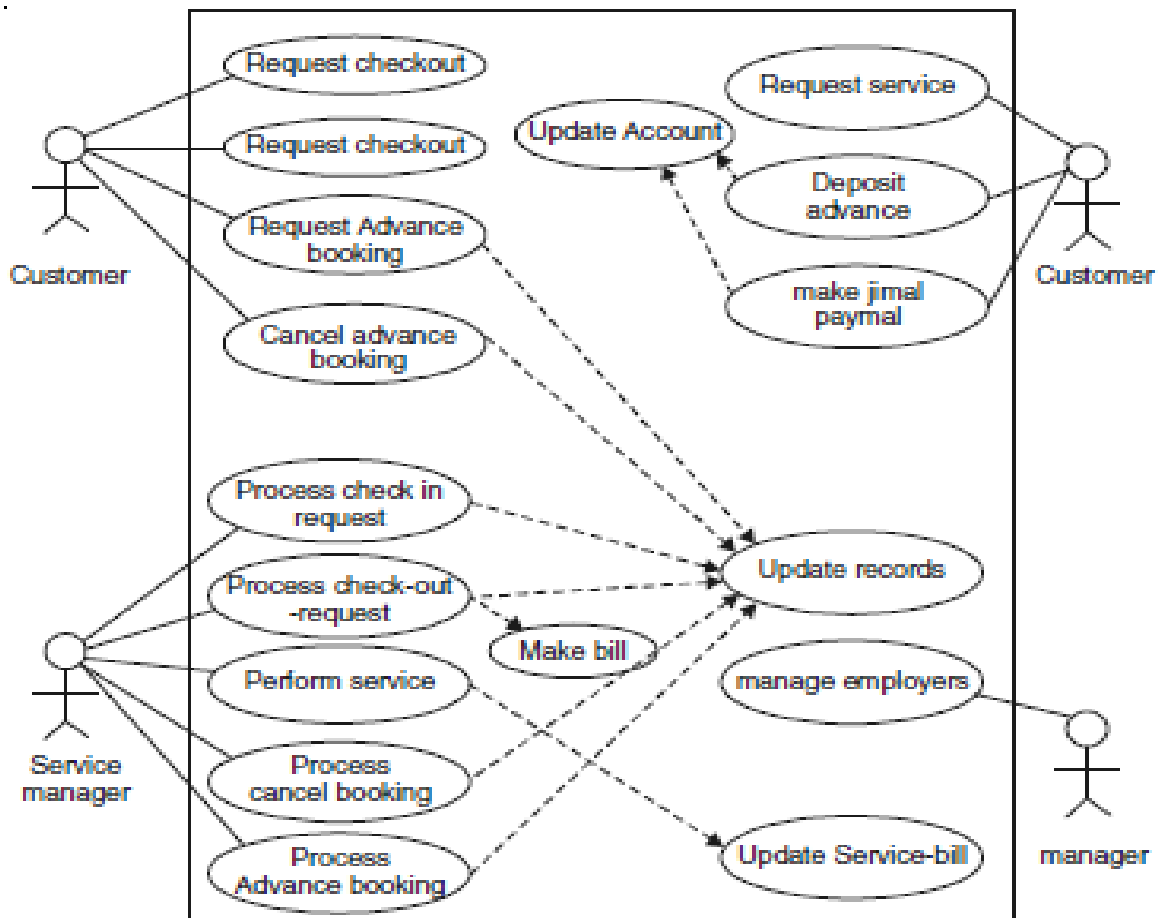 Request checkout
Request checkout
Request Advance
booking
Cancel advance
booking
Customer
Update Account
Request service
Deposit
advance
make jimal
paymal
Customer
Process check in
request
Process check-out
-request
Perform service
Process
cancel booking
Process
Advance booking
Service
manager
Make bill
Update records
manage employers
Update Service-bill
manager